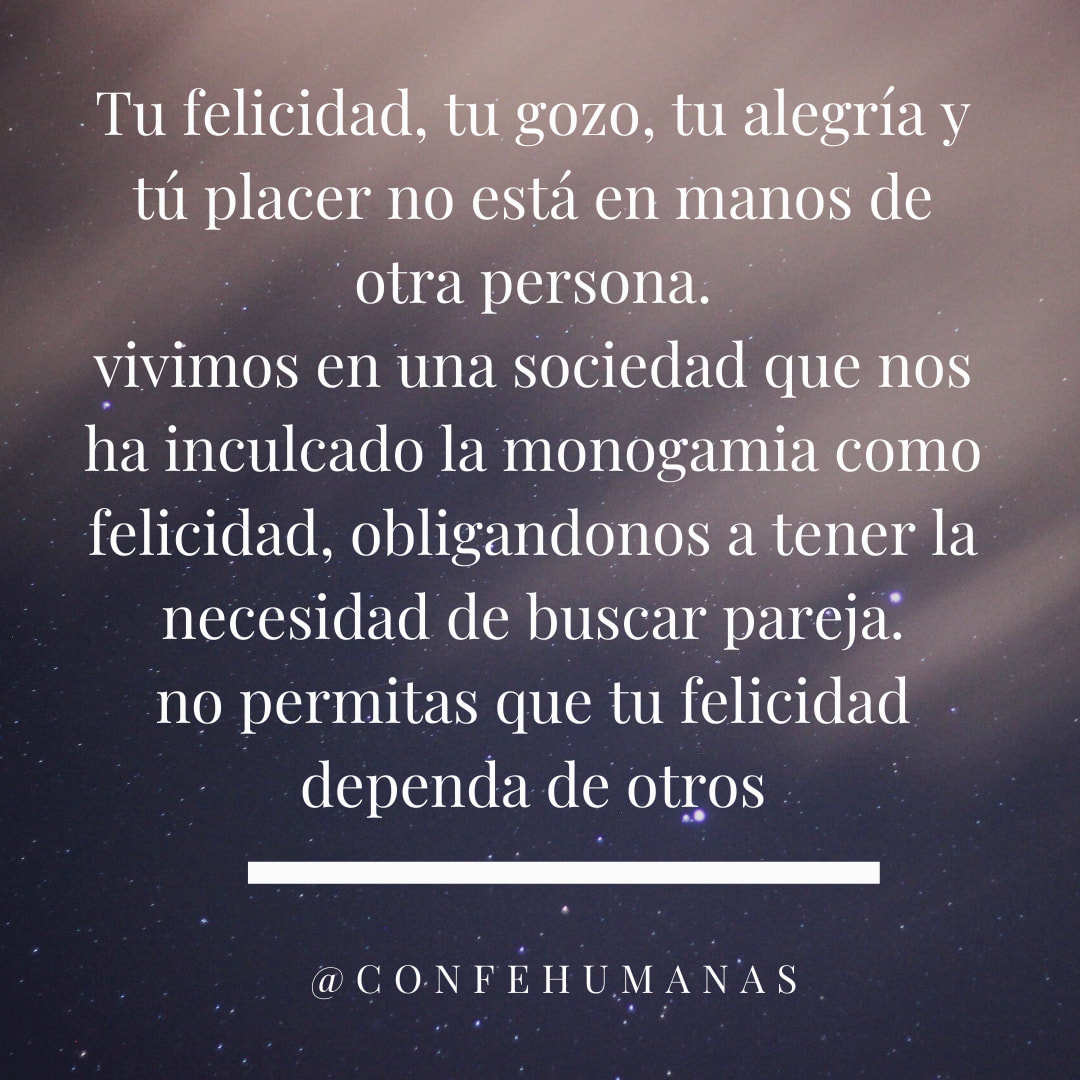 Tu felicidad, tu gozo, tu alegría y
tú placer no está en manos de
otra persona.
vivimos en una sociedad que nos
ha inculcado la monogamia como
felicidad, obligandonos a tener la
necesidad de buscar pareja.
no permitas que tu felicidad
dependa de otros
@CONFEHUMANAS